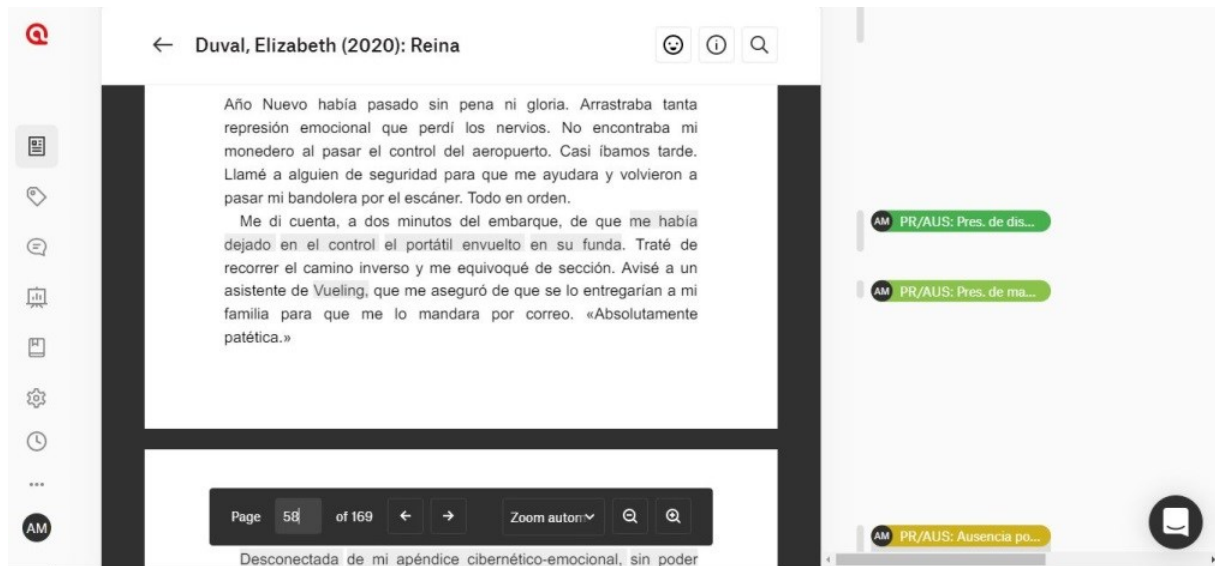 ← Duval, Elizabeth (2020): Reina
Año Nuevo había pasado sin pena ni gloria. Arrastraba tanta
represión emocional que perdí los nervios. No encontraba mi
monedero al pasar el control del aeropuerto. Casi íbamos tarde.
Llamé a alguien de seguridad para que me ayudara y volvieron a
pasar mi bandolera por el escáner. Todo en orden.
Me di cuenta, a dos minutos del embarque, de que me había
dejado en el control el portátil envuelto en su funda. Traté de
recorrer el camino inverso y me equivoqué de sección. Avisé a un
asistente de Vueling, que me aseguró de que se lo entregarían a mi
familia para que me lo mandara por correo. «Absolutamente
patética.»
AM PR/AUS: Pres. de dis...
AM PR/AUS: Pres. de ma...
Page 58 of 169 ← → Zoom autom
Desconectada de mi apéndice cibernético-emocional, sin poder
AM PR/AUS: Ausencia po...
AM